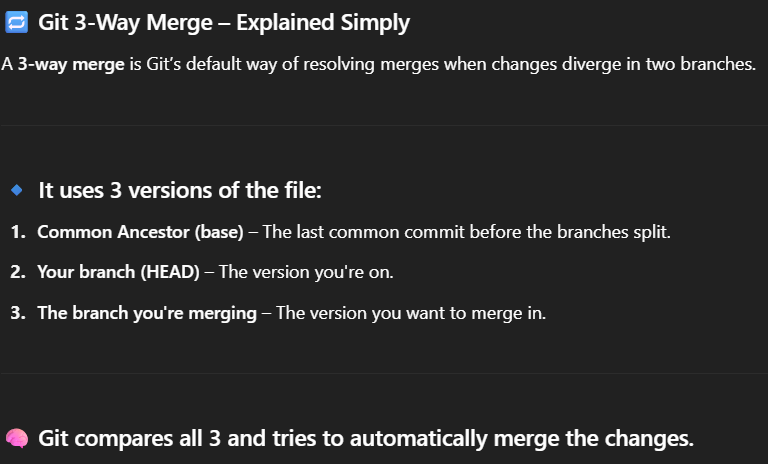 🔁 Git 3-Way Merge – Explained Simply
A 3-way merge is Git's default way of resolving merges when changes diverge in two branches.
🔹 It uses 3 versions of the file:
1. Common Ancestor (base) – The last common commit before the branches split.
2. Your branch (HEAD) – The version you're on.
3. The branch you're merging – The version you want to merge in.
🧠 Git compares all 3 and tries to automatically merge the changes.